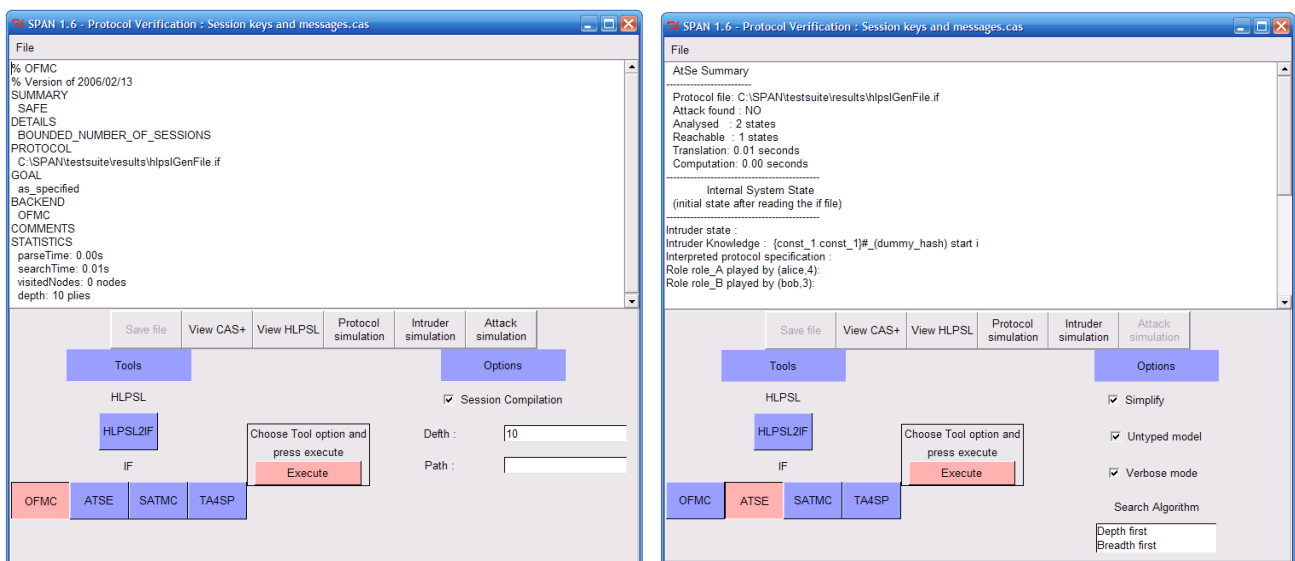 SPAN 1.6 - Protocol Verification : Session keys and messages.cas
File
% OFMC
% Version of 2006/02/13
SUMMARY
SAFE
DETAILS
BOUNDED_NUMBER_OF_SESSIONS
PROTOCOL
C:\SPAN\testsuite\results\hlpslGenFile.if
GOAL
as_specified
BACKEND
OFMC
COMMENTS
STATISTICS
parseTime: 0.00s
searchTime: 0.01s
visitedNodes: 0 nodes
depth: 10 plies
Save file
View CAS+
View HLPSL
Protocol
simulation
Intruder
simulation
Attack
simulation
Tools
Options
HLPSL
Session Compilation
HLPSL2IF
Choose Tool option and
press execute
Execute
Defth :
10
Path :
IF
OFMC
ATSE
SATMC
TA4SP
SPAN 1.6 - Protocol Verification : Session keys and messages.cas
File
AtSe Summary
-------------------------
Protocol file: C:\SPAN\testsuite\results\hlpslGenFile.if
Attack found : NO
Analysed : 2 states
Reachable : 1 states
Translation: 0.01 seconds
Computation: 0.00 seconds
---------------------------------------------
Internal System State
(initial state after reading the if file)
---------------------------------------------
Intruder state :
Intruder Knowledge : {const_1.const_1}#_(dummy_hash) start i
Interpreted protocol specification :
Role role_A played by (alice,4):
Role role_B played by (bob,3):
Save file
View CAS+
View HLPSL
Protocol
simulation
Intruder
simulation
Attack
simulation
Tools
Options
HLPSL
Simplify
HLPSL2IF
Choose Tool option and
press execute
Execute
Untyped model
IF
Verbose mode
OFMC
ATSE
SATMC
TA4SP
Search Algorithm
Depth first
Breadth first